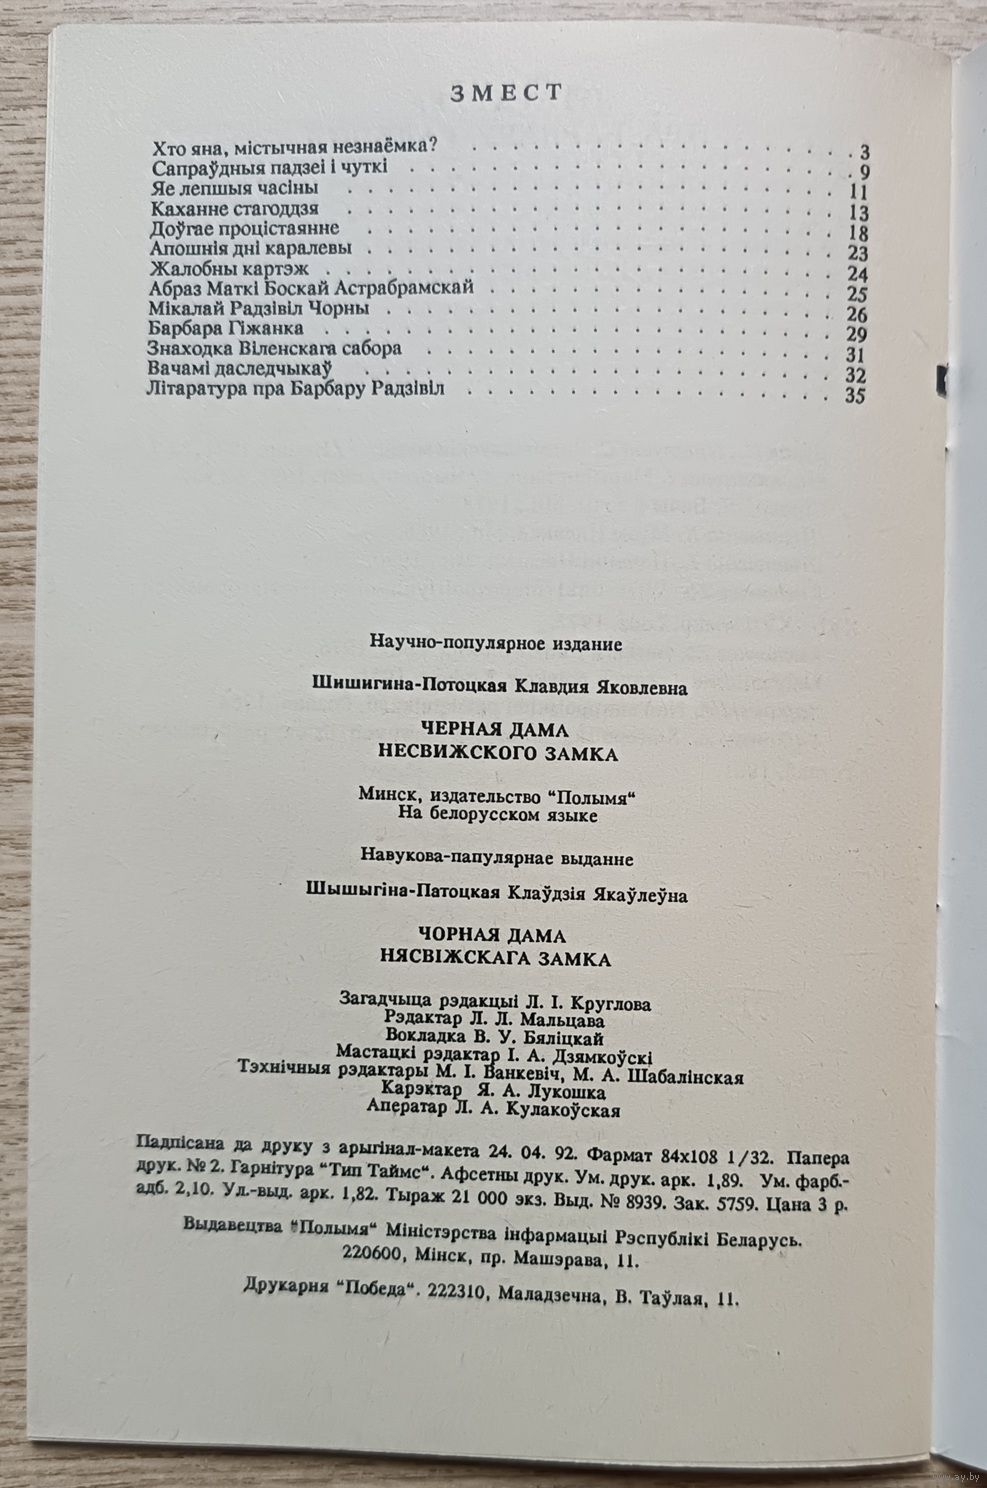 ЗМЕСТ
Хто яна, містычная незнаёмка? . . . . . . . . . . . . . . . . . . . . 3
Сапраўдныя падзеі і чуткі . . . . . . . . . . . . . . . . . . . . . . 9
Яе лепшыя часіны . . . . . . . . . . . . . . . . . . . . . . . . 11
Каханне стагоддзя . . . . . . . . . . . . . . . . . . . . . . . . 13
Доўгае процістаянне . . . . . . . . . . . . . . . . . . . . . . . 18
Апошнія дні каралевы . . . . . . . . . . . . . . . . . . . . . . . 23
Жалобны картэж . . . . . . . . . . . . . . . . . . . . . . . . . 24
Абраз Маткі Боскай Астрабрамскай . . . . . . . . . . . . . . . . . 25
Мікалай Радзівіл Чорны . . . . . . . . . . . . . . . . . . . . . . 26
Барбара Гіжанка . . . . . . . . . . . . . . . . . . . . . . . . . 29
Знаходка Віленскага сабора . . . . . . . . . . . . . . . . . . . . 31
Вачамі даследчыкаў . . . . . . . . . . . . . . . . . . . . . . . 32
Літаратура пра Барбару Радзівіл . . . . . . . . . . . . . . . . . . 35
Научно-популярное издание
Шишигина-Потоцкая Клавдия Яковлевна
ЧЕРНАЯ ДАМА
НЕСВИЖСКОГО ЗАМКА
Минск, издательство “Полымя“
На белорусском языке
Навукова-папулярнае выданне
Шышыгіна-Патоцкая Клаўдзія Якаўлеўна
ЧОРНАЯ ДАМА
НЯСВІЖСКАГА ЗАМКА
Загадчыца рэдакцыі Л. І. Круглова
Рэдактар Л. Л. Мальцава
Вокладка В. У. Бяліцкай
Мастацкі рэдактар І. А. Дзямкоўскі
Тэхнічныя рэдактары М. І. Ванкевіч, М. А. Шабалінская
Карэктар Я. А. Лукошка
Аператар Л. А. Кулакоўская
Падпісана да друку з арыгінал-макета 24. 04. 92. Фармат 84х108 1/32. Папера
друк. № 2. Гарнітура “Тип Таймс“. Афсетны друк. Ум. друк. арк. 1,89. Ум. фарб.-
адб. 2,10. Ул.-выд. арк. 1,82. Тыраж 21 000 экз. Выд. № 8939. Зак. 5759. Цана 3 р.
Выдавецтва “Полымя“ Міністэрства інфармацыі Рэспублікі Беларусь.
220600, Мінск, пр. Машэрава, 11.
Друкарня “Победа“. 222310, Маладзечна, В. Таўлая, 11.
www.ay.by